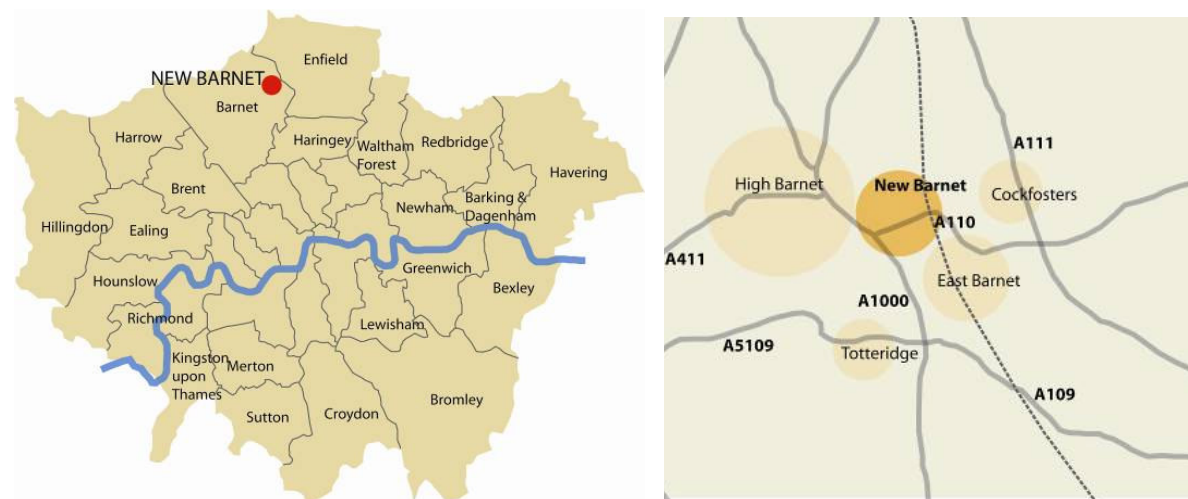 Enfield
NEW BARNET
Barnet
Harrow
Haringey
Waltham
Forest
Redbridge
Havering
Brent
Newham
Barking &
Dagenham
Hillingdon
Ealing
Greenwich
Hounslow
Bexley
Richmond
Lewisham
Kingston
upon
Thames
Merton
Bromley
Sutton
Croydon
A111
High Barnet
New Barnet
Cockfosters
A110
A411
East Barnet
A1000
A5109
Totteridge
A109